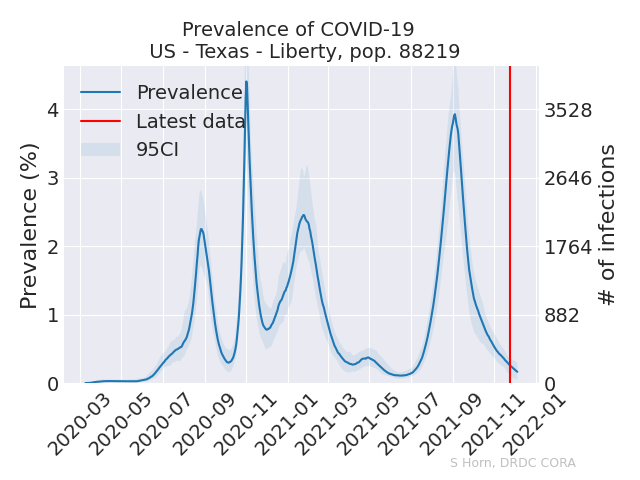 Prevalence of COVID-19
US - Texas - Liberty, pop. 88219
Prevalence
Latest data
95CI
Prevalence (%)
4
3
2
1
0
3528
2646
1764
882
0
# of infections
2020-03
2020-05
2020-07
2020-09
2020-11
2021-01
2021-03
2021-05
2021-07
2021-09
2021-11
2022-01
S Horn, DRDC CORA